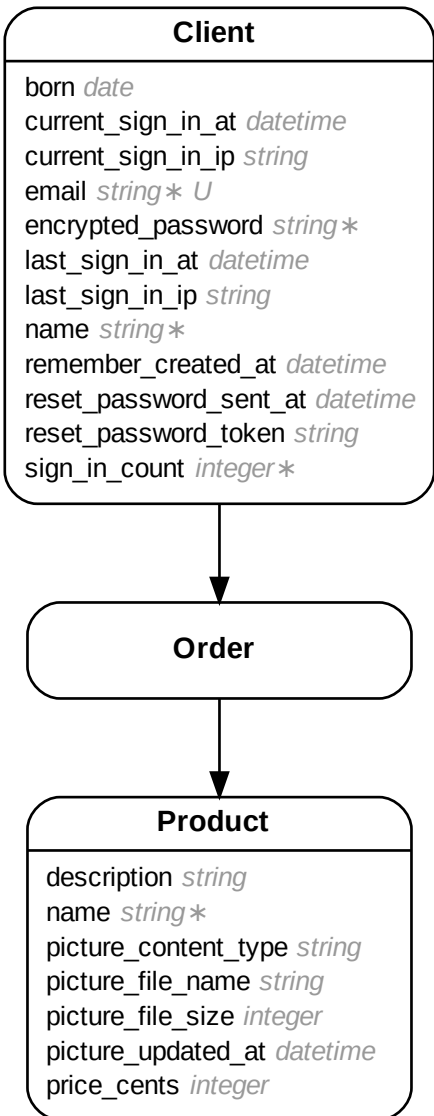 Client
born date
current_sign_in_at datetime
current_sign_in_ip string
email string∗ U
encrypted_password string∗
last_sign_in_at datetime
last_sign_in_ip string
name string∗
remember_created_at datetime
reset_password_sent_at datetime
reset_password_token string
sign_in_count integer∗
Order
Product
description string
name string∗
picture_content_type string
picture_file_name string
picture_file_size integer
picture_updated_at datetime
price_cents integer